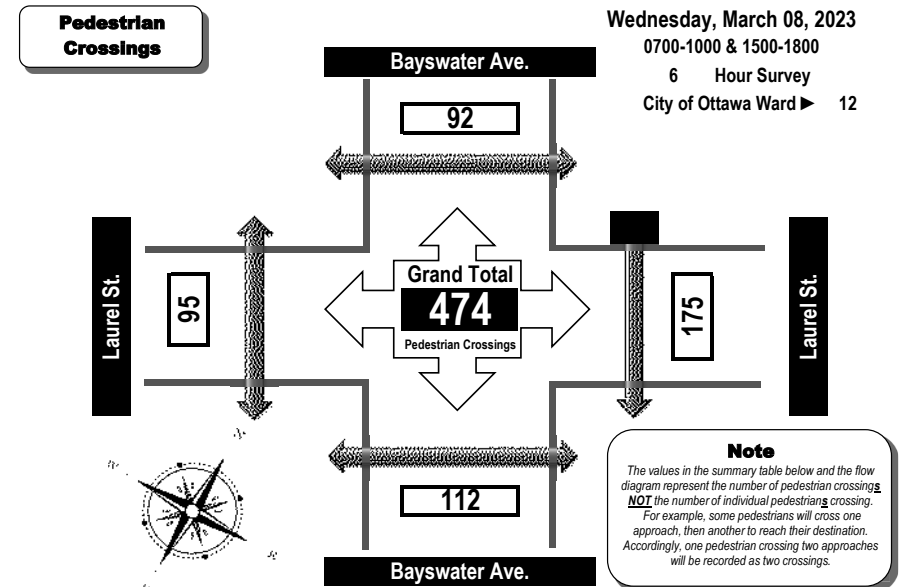 Pedestrian
Crossings
Wednesday, March 08, 2023
0700-1000 & 1500-1800
6 Hour Survey
City of Ottawa Ward ► 12
Bayswater Ave.
92
Laurel St.
95
Grand Total
474
Pedestrian Crossings
175
Laurel St.
112
Bayswater Ave.
Note
The values in the summary table below and the flow
diagram represent the number of pedestrian crossings
NOT the number of individual pedestrians crossing.
For example, some pedestrians will cross one
approach, then another to reach their destination.
Accordingly, one pedestrian crossing two approaches
will be recorded as two crossings.